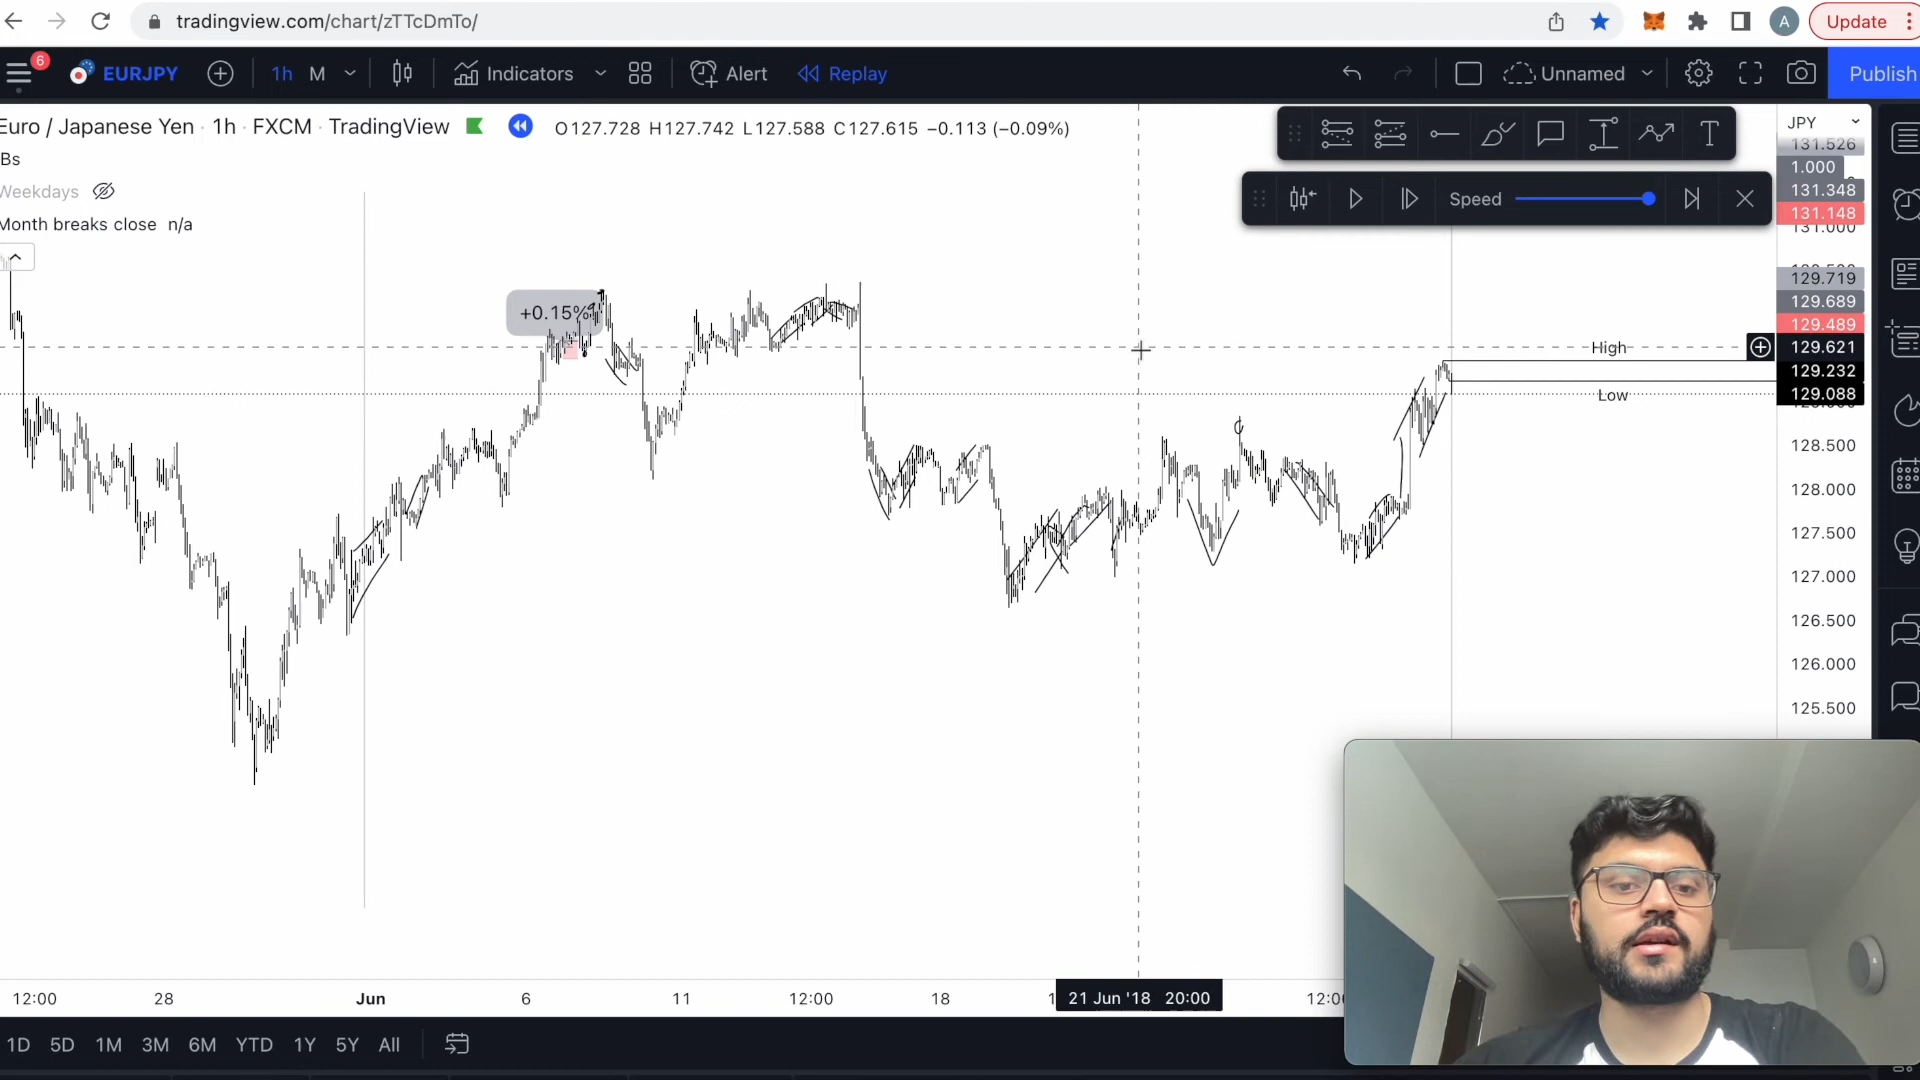 tradingview.com/chart/zTTcDmTo/
A
Update
6
EURJPY
1h
M
Indicators
Alert
Replay
Unnamed
Publish
Euro / Japanese Yen · 1h · FXCM · TradingView
O127.728 H127.742 L127.588 C127.615 −0.113 (−0.09%)
Bs
Weekdays
Month breaks close n/a
T
Speed
JPY
131.526
1.000
131.348
131.148
131.000
129.719
129.689
129.489
129.621
129.232
129.088
128.500
128.000
127.500
127.000
126.500
126.000
125.500
+0.15%
High
Low
12:00
28
Jun
6
11
12:00
18
21 Jun '18 20:00
1D
5D
1M
3M
6M
YTD
1Y
5Y
All